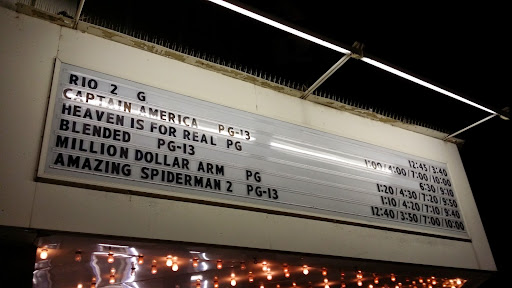 RIO 2 G 12:45/3:40
CAPTAIN AMERICA PG-13 1:00/4:00/7:00/10:00
HEAVEN IS FOR REAL PG 6:30/9:10
BLENDED PG-13 1:20/4:30/7:20/9:50
MILLION DOLLAR ARM PG 1:10/4:20/7:10/9:40
AMAZING SPIDERMAN 2 PG-13 12:40/3:50/7:00/10:00